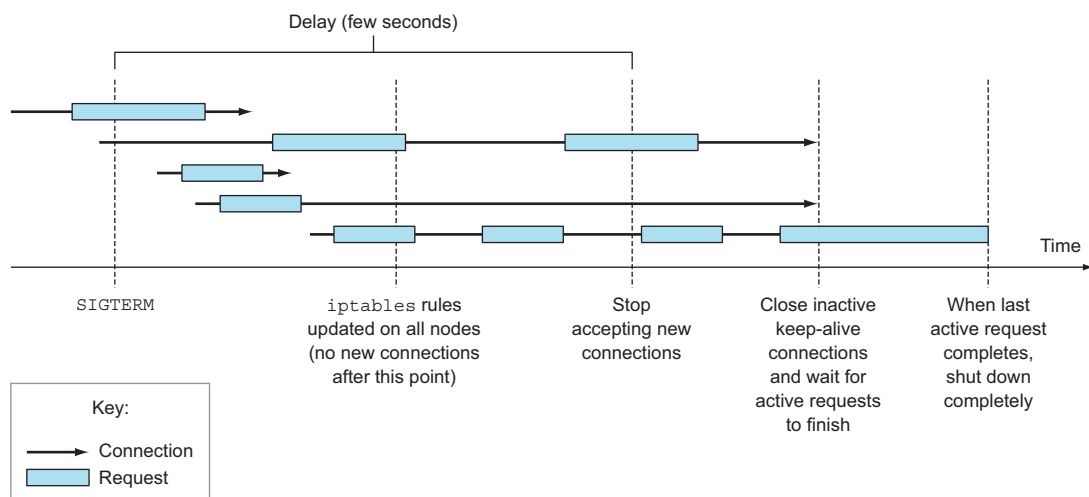 Delay (few seconds)
Time
SIGTERM
iptables rules
updated on all nodes
(no new connections
after this point)
Stop
accepting new
connections
Close inactive
keep-alive
connections
and wait for
active requests
to finish
When last
active request
completes,
shut down
completely
Key:
Connection
Request